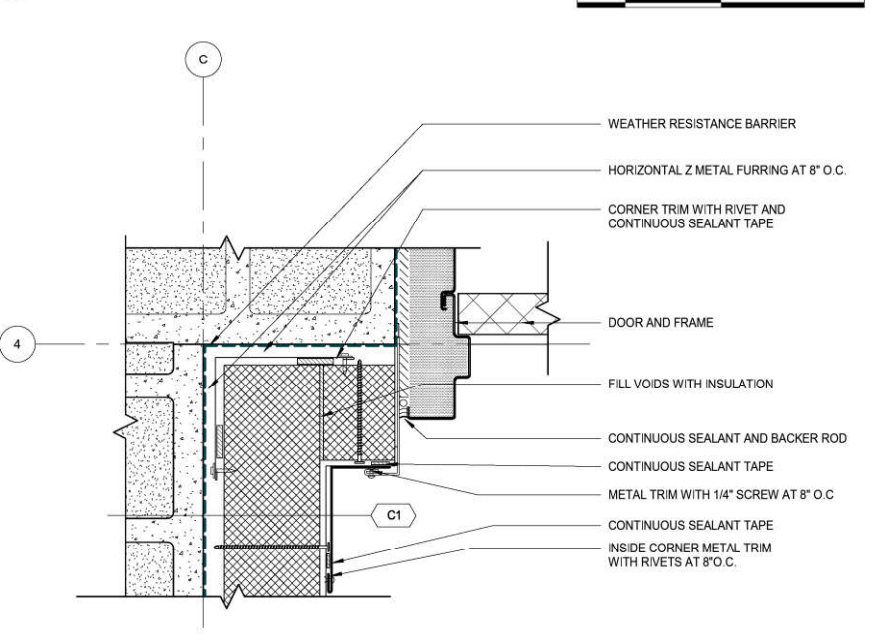 C
WEATHER RESISTANCE BARRIER
HORIZONTAL Z METAL FURRING AT 8" O.C.
CORNER TRIM WITH RIVET AND
CONTINUOUS SEALANT TAPE
4
DOOR AND FRAME
FILL VOIDS WITH INSULATION
CONTINUOUS SEALANT AND BACKER ROD
CONTINUOUS SEALANT TAPE
METAL TRIM WITH 1/4" SCREW AT 8" O.C
C1
CONTINUOUS SEALANT TAPE
INSIDE CORNER METAL TRIM
WITH RIVETS AT 8"O.C.